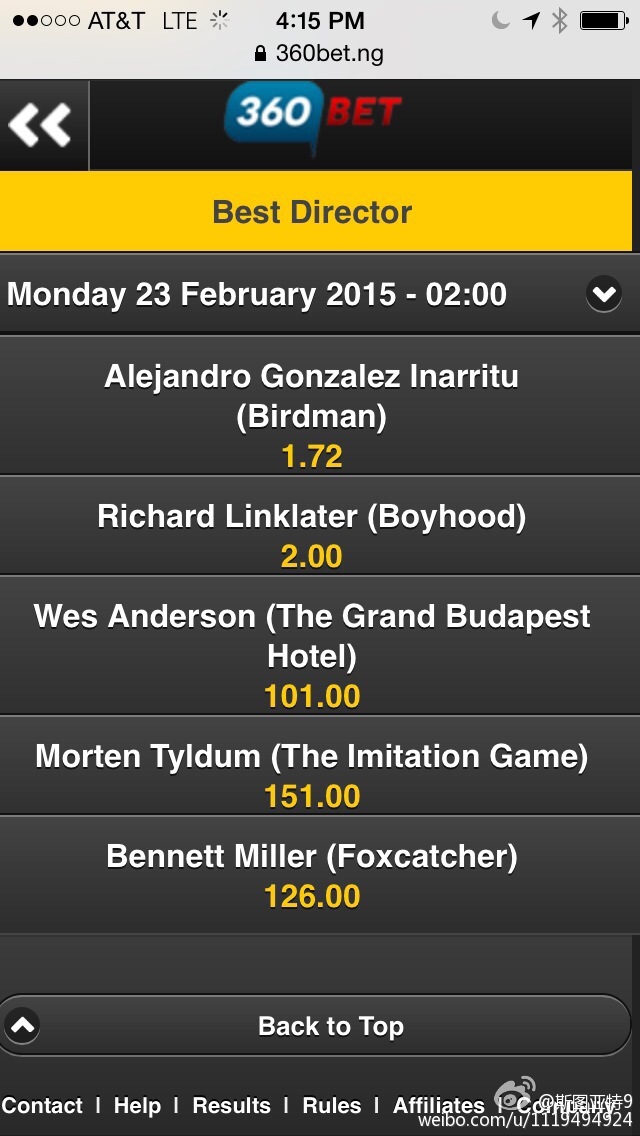 AT&T LTE 4:15 PM
360bet.ng
360 BET
Best Director
Monday 23 February 2015 - 02:00
Alejandro Gonzalez Inarritu
(Birdman)
1.72
Richard Linklater (Boyhood)
2.00
Wes Anderson (The Grand Budapest
Hotel)
101.00
Morten Tyldum (The Imitation Game)
151.00
Bennett Miller (Foxcatcher)
126.00
Back to Top
Contact | Help | Results | Rules | Affiliates | Company
@斯图亚特9
weibo.com/u/1119494924